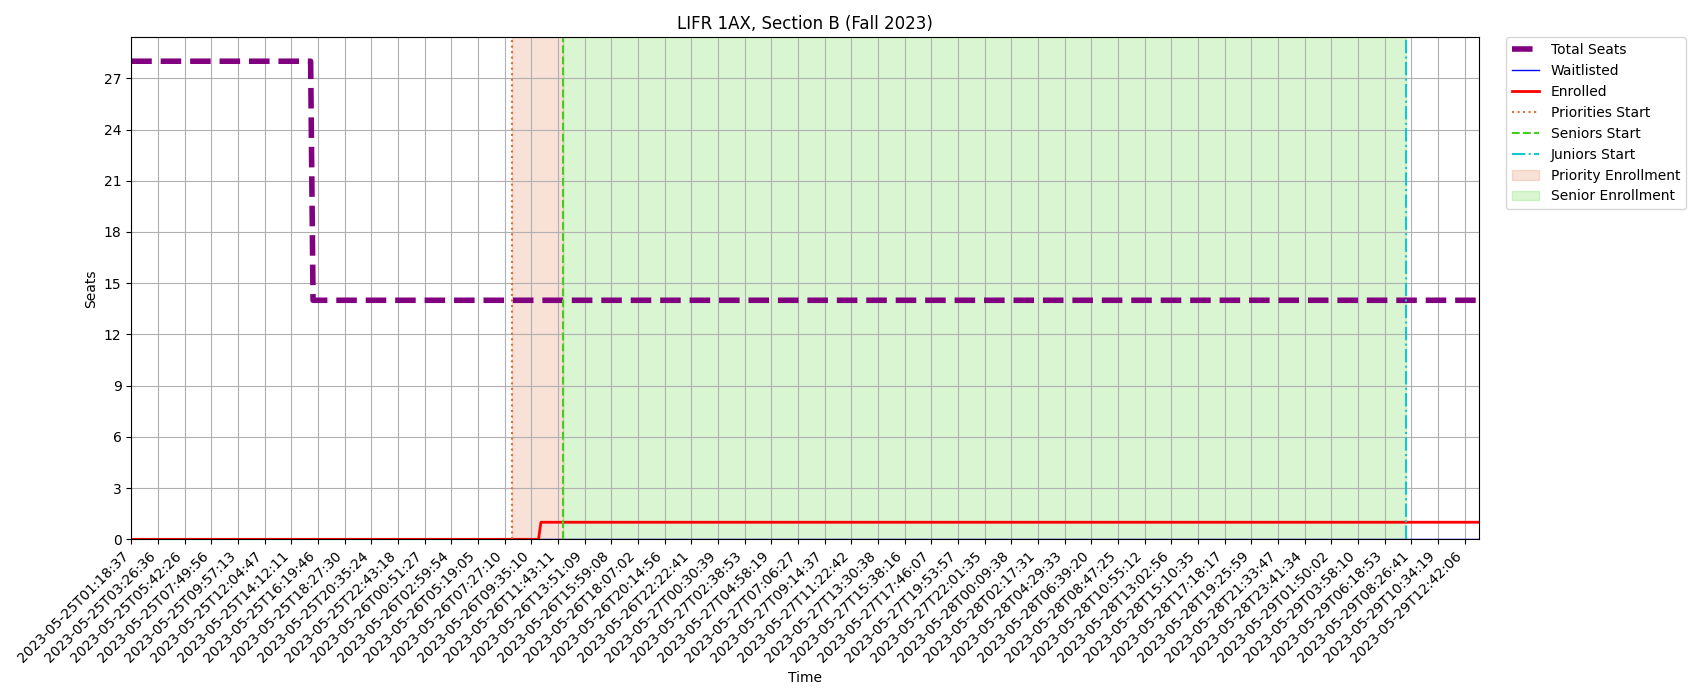 LIFR 1AX, Section B (Fall 2023)
Total Seats
Waitlisted
Enrolled
Priorities Start
Seniors Start
Juniors Start
Priority Enrollment
Senior Enrollment
Seats
27
24
21
18
15
12
9
6
3
0
2023-05-25T01:18:37
2023-05-25T03:26:36
2023-05-25T05:42:26
2023-05-25T07:49:56
2023-05-25T09:57:13
2023-05-25T12:04:47
2023-05-25T14:12:11
2023-05-25T16:19:46
2023-05-25T18:27:30
2023-05-25T20:35:24
2023-05-25T22:43:18
2023-05-26T00:51:27
2023-05-26T02:59:54
2023-05-26T05:19:05
2023-05-26T07:27:10
2023-05-26T09:35:10
2023-05-26T11:43:11
2023-05-26T13:51:09
2023-05-26T15:59:08
2023-05-26T18:07:02
2023-05-26T20:14:56
2023-05-26T22:22:41
2023-05-27T00:30:39
2023-05-27T02:38:53
2023-05-27T04:58:19
2023-05-27T07:06:27
2023-05-27T09:14:37
2023-05-27T11:22:42
2023-05-27T13:30:38
2023-05-27T15:38:16
2023-05-27T17:46:07
2023-05-27T19:53:57
2023-05-27T22:01:35
2023-05-28T00:09:38
2023-05-28T02:17:31
2023-05-28T04:29:33
2023-05-28T06:39:20
2023-05-28T08:47:25
2023-05-28T10:55:12
2023-05-28T13:02:56
2023-05-28T15:10:35
2023-05-28T17:18:17
2023-05-28T19:25:59
2023-05-28T21:33:47
2023-05-28T23:41:34
2023-05-29T01:50:02
2023-05-29T03:58:10
2023-05-29T06:18:53
2023-05-29T08:26:41
2023-05-29T10:34:19
2023-05-29T12:42:06
Time